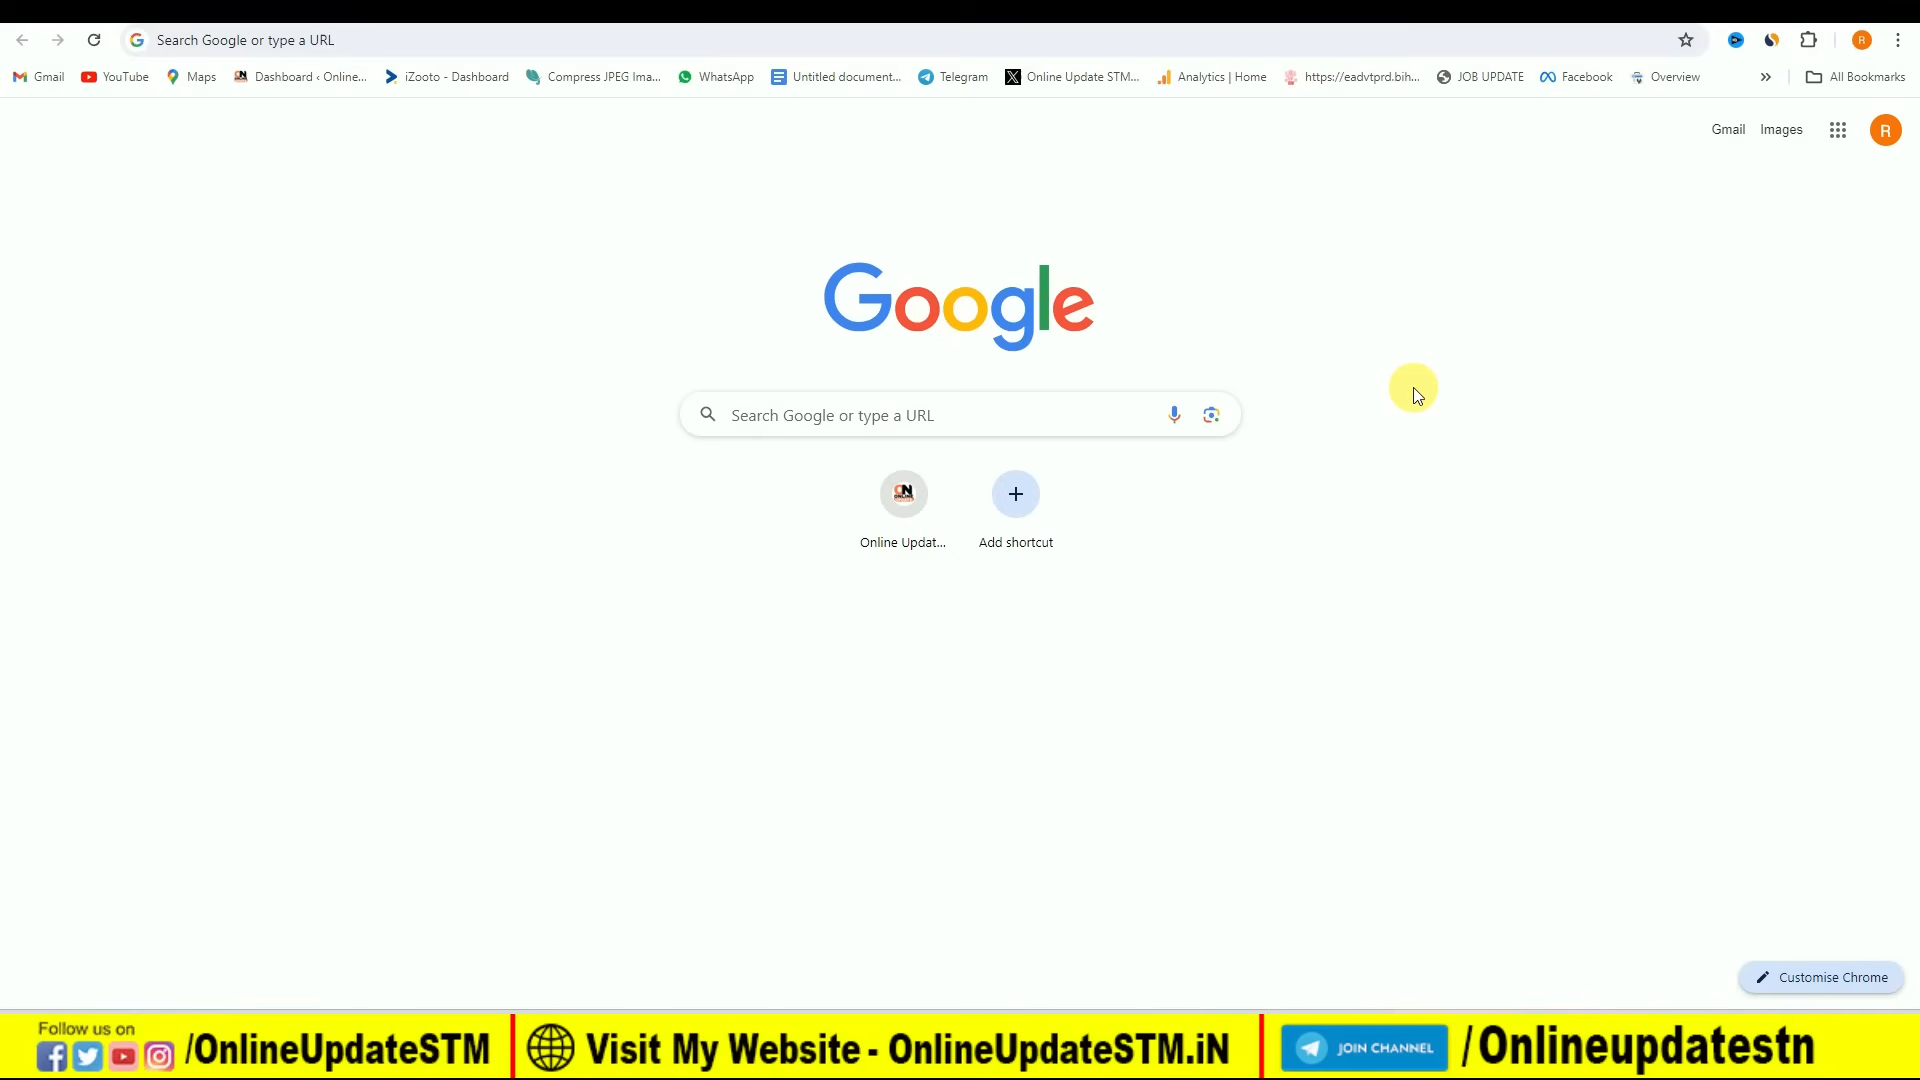 Search Google or type a URL
R
Gmail
YouTube
Maps
Dashboard ‹ Online...
iZooto - Dashboard
Compress JPEG Ima...
WhatsApp
Untitled document...
Telegram
Online Update STM...
Analytics | Home
https://eadvtprd.bih...
JOB UPDATE
Facebook
Overview
All Bookmarks
Gmail
Images
R
Google
Search Google or type a URL
ON
Online Updat...
Add shortcut
Customise Chrome
Follow us on
/OnlineUpdateSTM
Visit My Website - OnlineUpdateSTM.iN
JOIN CHANNEL
/Onlineupdatestn